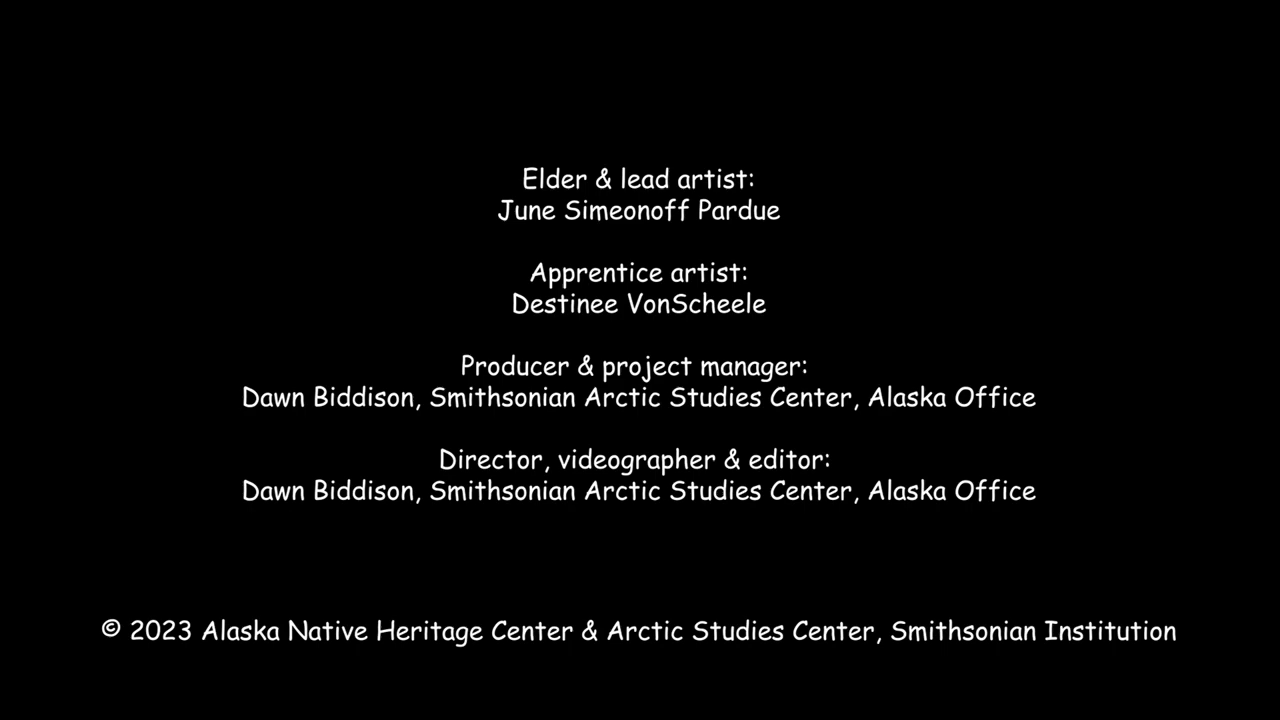 Elder & lead artist:
June Simeonoff Pardue
Apprentice artist:
Destinee VonScheele
Producer & project manager:
Dawn Biddison, Smithsonian Arctic Studies Center, Alaska Office
Director, videographer & editor:
Dawn Biddison, Smithsonian Arctic Studies Center, Alaska Office
© 2023 Alaska Native Heritage Center & Arctic Studies Center, Smithsonian Institution